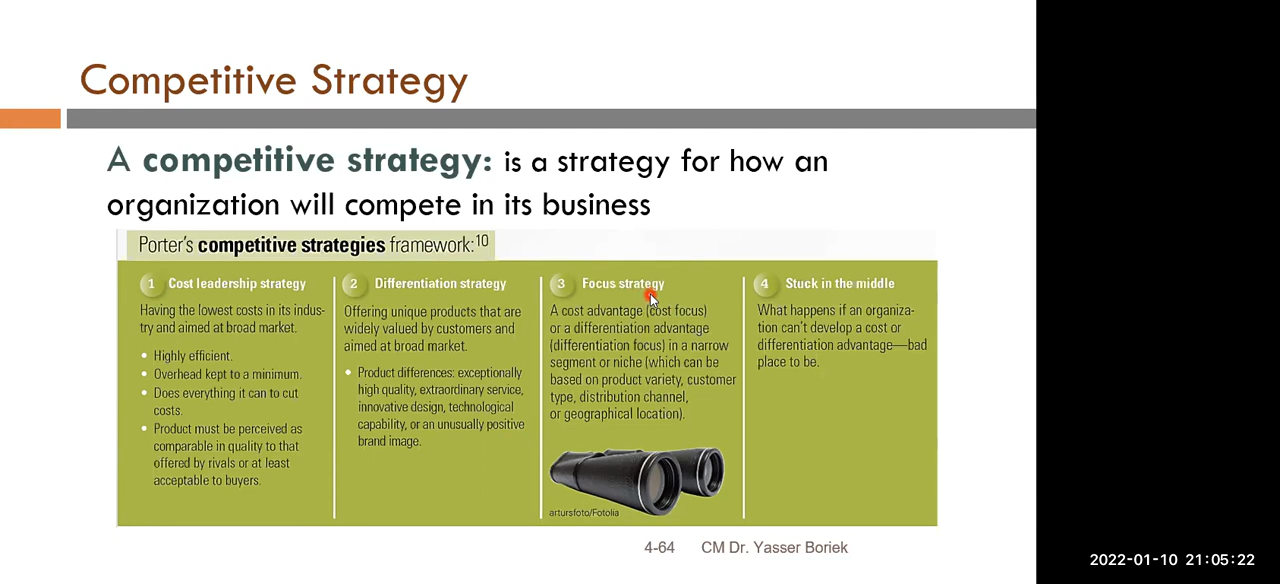 Competitive Strategy
A competitive strategy: is a strategy for how an
organization will compete in its business
Porter's competitive strategies framework:10
1 Cost leadership strategy
Having the lowest costs in its indus-
try and aimed at broad market.
• Highly efficient.
• Overhead kept to a minimum.
• Does everything it can to cut
costs.
• Product must be perceived as
comparable in quality to that
offered by rivals or at least
acceptable to buyers.
2 Differentiation strategy
Offering unique products that are
widely valued by customers and
aimed at broad market.
• Product differences: exceptionally
high quality, extraordinary service,
innovative design, technological
capability, or an unusually positive
brand image.
3 Focus strategy
A cost advantage (cost focus)
or a differentiation advantage
(differentiation focus) in a narrow
segment or niche (which can be
based on product variety, customer
type, distribution channel,
or geographical location).
artursfoto/Fotolia
4 Stuck in the middle
What happens if an organiza-
tion can't develop a cost or
differentiation advantage—bad
place to be.
4-64 CM Dr. Yasser Boriek
2022-01-10 21:05:22